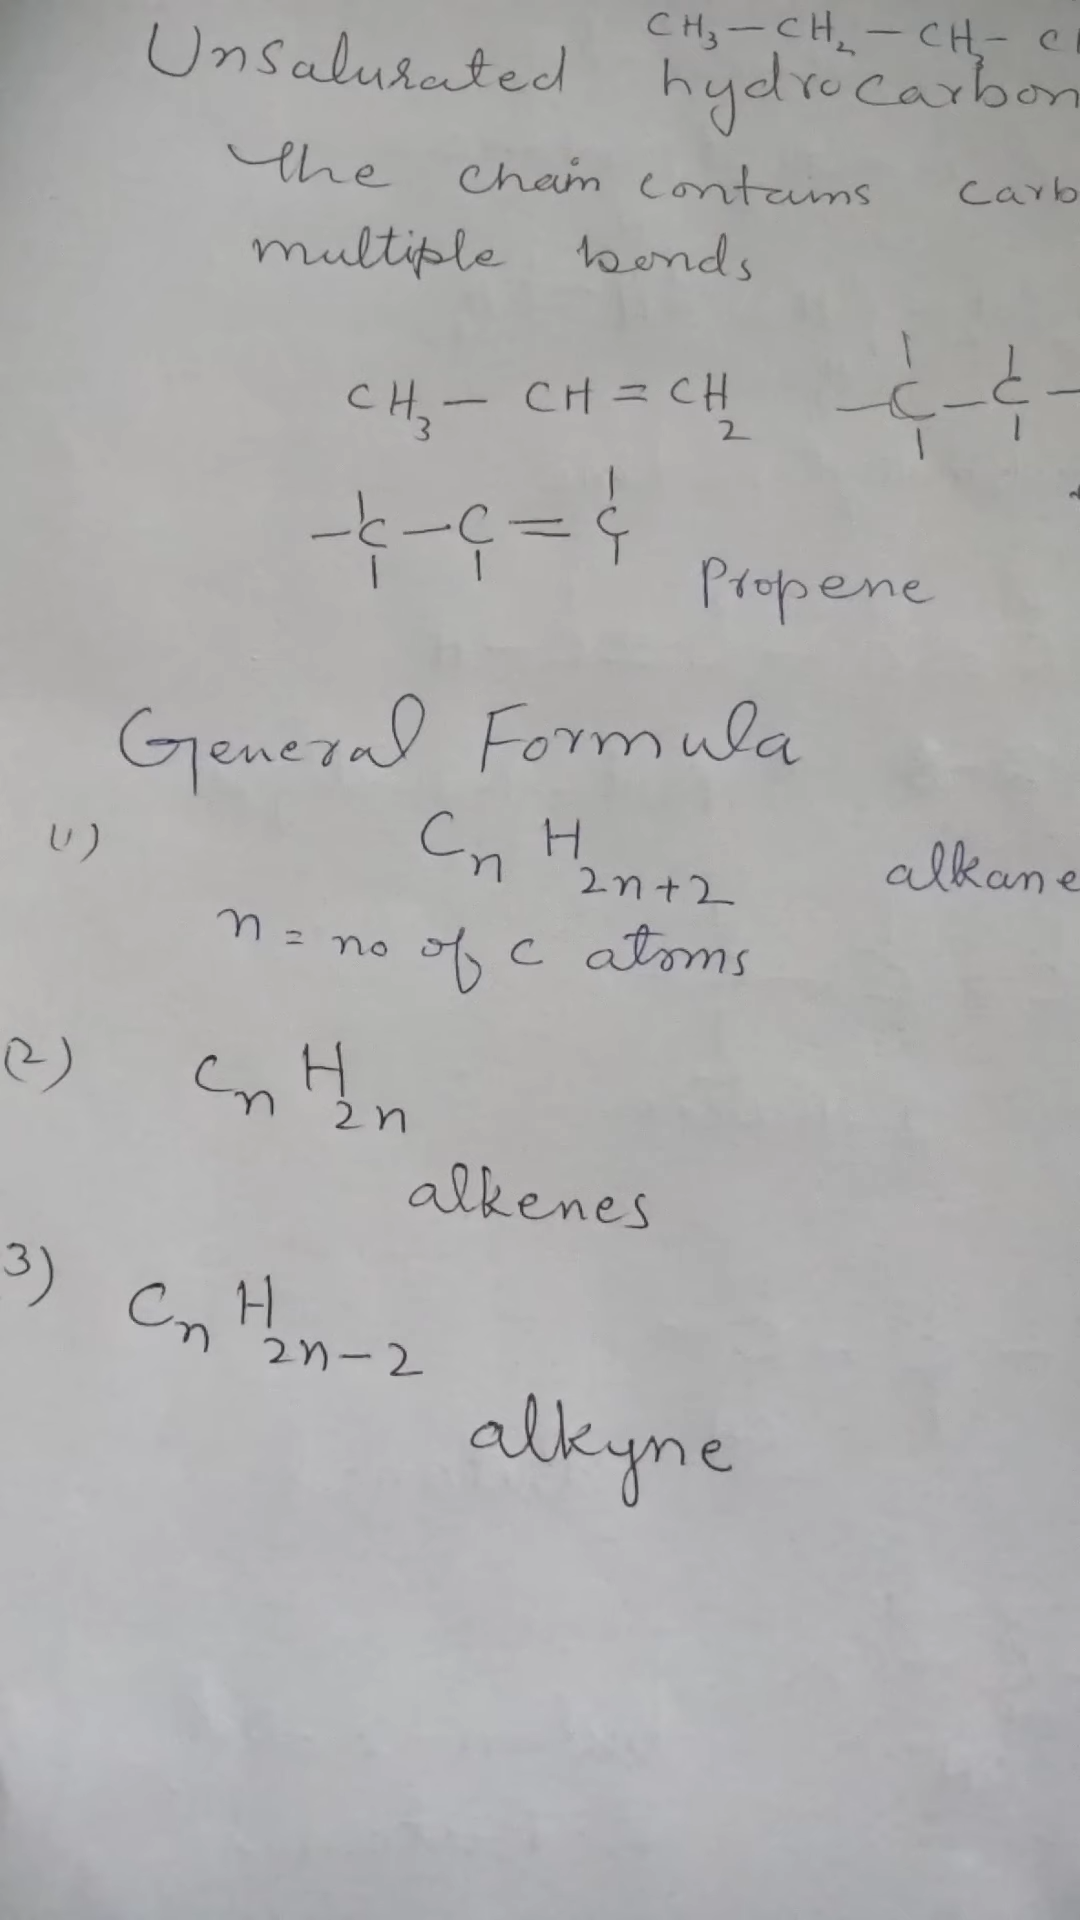 CH₃ – CH₂ – CH₂ – C
Unsaturated hydrocarbon
the chain contains carb
multiple bonds
CH₃ – CH = CH₂ –C–C–
–C–C=C
Propene
General Formula
(1) CₙH₂ₙ₊₂ alkane
n = no of c atoms
(2) CₙH₂ₙ
alkenes
3) CₙH₂ₙ₋₂
alkyne